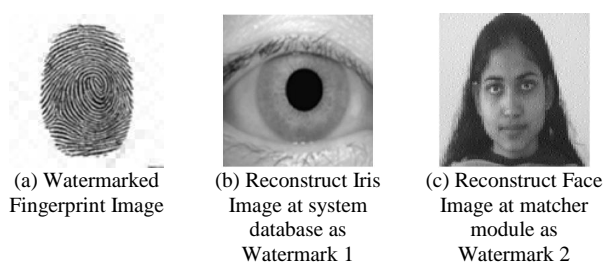 (a) Watermarked
Fingerprint Image
(b) Reconstruct Iris
Image at system
database as
Watermark 1
(c) Reconstruct Face
Image at matcher
module as
Watermark 2